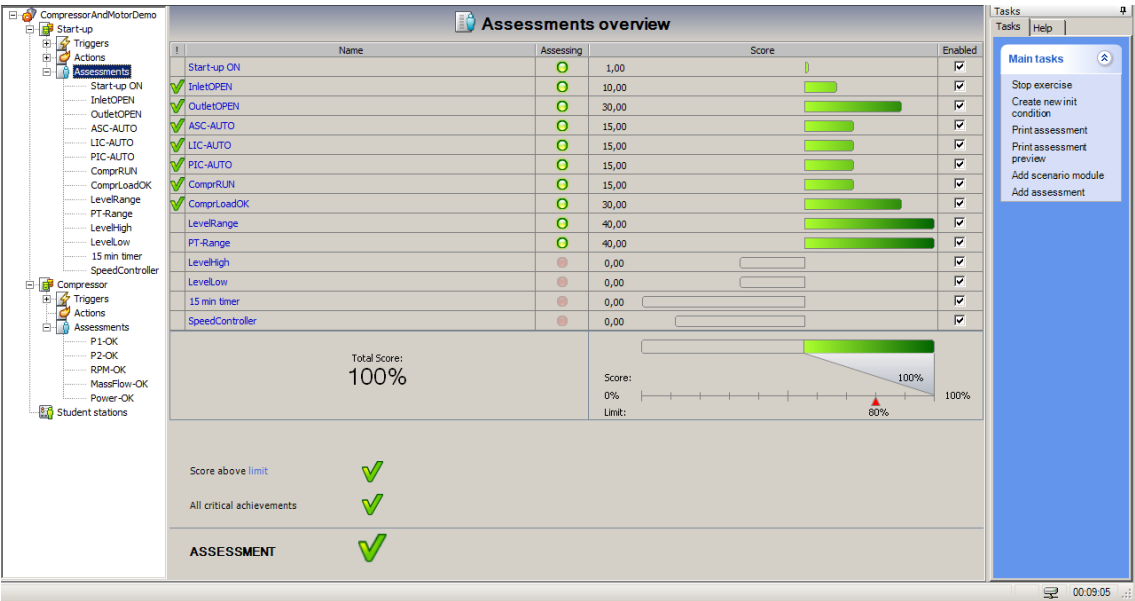 CompressorAndMotorDemo
Start-up
Triggers
Actions
Assessments
Start-up ON
InletOPEN
OutletOPEN
ASC-AUTO
LIC-AUTO
PIC-AUTO
ComprRUN
ComprLoadOK
LevelRange
PT-Range
LevelHigh
LevelLow
15 min timer
SpeedController
Compressor
Triggers
Actions
Assessments
P1-OK
P2-OK
RPM-OK
MassFlow-OK
Power-OK
Student stations
Assessments overview
! Name Assessing Score Enabled
Start-up ON 1,00
InletOPEN 10,00
OutletOPEN 30,00
ASC-AUTO 15,00
LIC-AUTO 15,00
PIC-AUTO 15,00
ComprRUN 15,00
ComprLoadOK 30,00
LevelRange 40,00
PT-Range 40,00
LevelHigh 0,00
LevelLow 0,00
15 min timer 0,00
SpeedController 0,00
Total Score:
100%
Score: 100%
0% 100%
Limit: 80%
Score above limit
All critical achievements
ASSESSMENT
Tasks
Tasks Help
Main tasks
Stop exercise
Create new init
condition
Print assessment
Print assessment
preview
Add scenario module
Add assessment
00:09:05